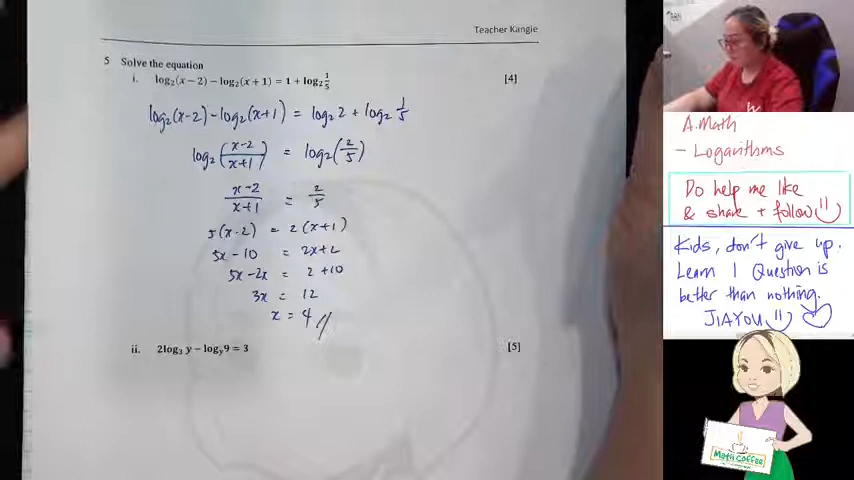 Teacher Kangie
5 Solve the equation
i. log₂(x − 2) − log₂(x + 1) = 1 + log₂ 1/5 [4]
log₂(x-2) - log₂(x+1) = log₂ 2 + log₂ 1/5
log₂ (x-2/x+1) = log₂ (2/5)
x-2/x+1 = 2/5
5(x-2) = 2(x+1)
5x - 10 = 2x+2
5x - 2x = 2 + 10
3x = 12
x = 4 //
ii. 2log₃ y − log_y 9 = 3 [5]
A.Math
- Logarithms
Do help me like
& share + follow
Kids, don't give up.
Learn 1 Question is
better than nothing.
JIAYOU
Math Coffee